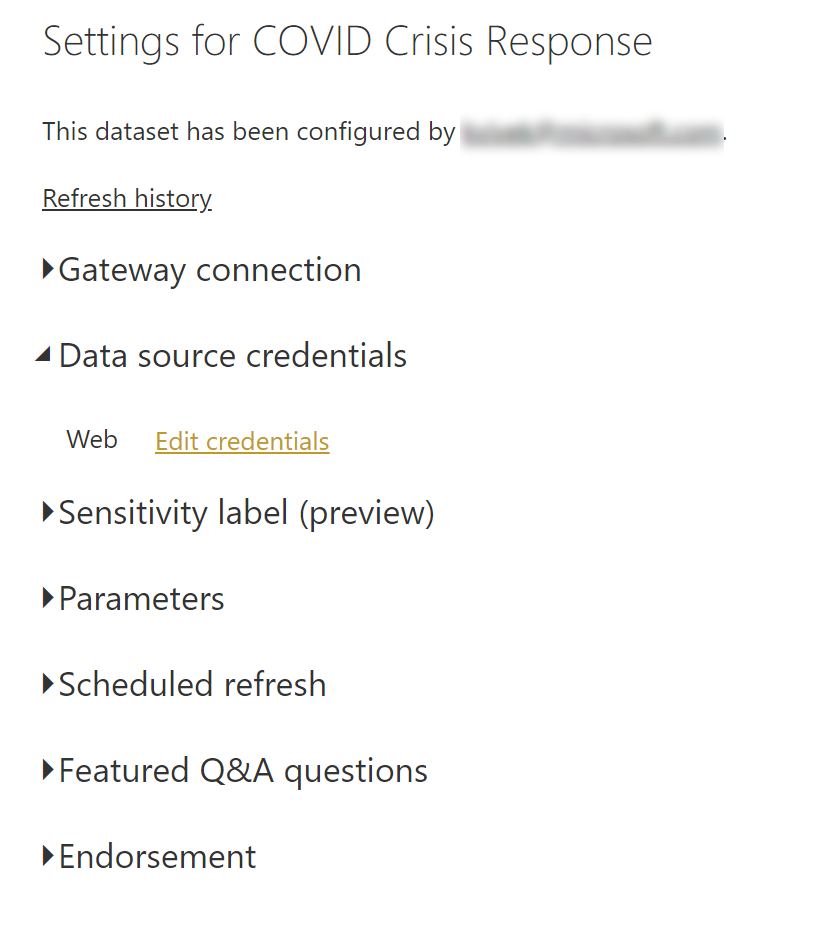 Settings for COVID Crisis Response
This dataset has been configured by .
Refresh history
Gateway connection
Data source credentials
Web Edit credentials
Sensitivity label (preview)
Parameters
Scheduled refresh
Featured Q&A questions
Endorsement